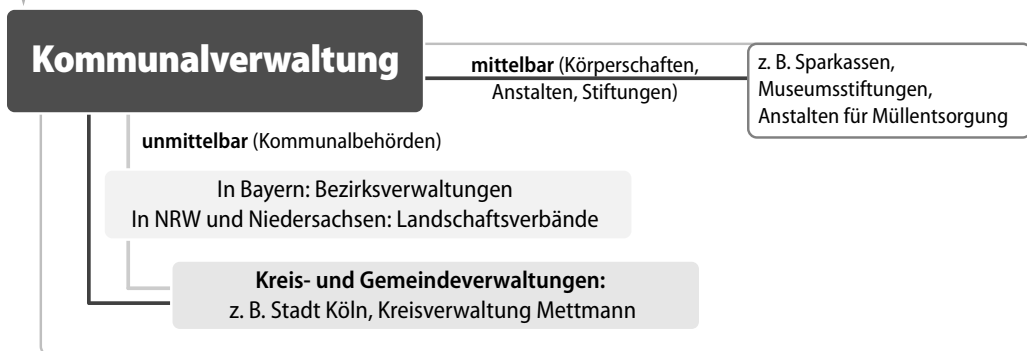 Kommunalverwaltung
mittelbar (Körperschaften,
Anstalten, Stiftungen)
z. B. Sparkassen,
Museumsstiftungen,
Anstalten für Müllentsorgung
unmittelbar (Kommunalbehörden)
In Bayern: Bezirksverwaltungen
In NRW und Niedersachsen: Landschaftsverbände
Kreis- und Gemeindeverwaltungen:
z. B. Stadt Köln, Kreisverwaltung Mettmann